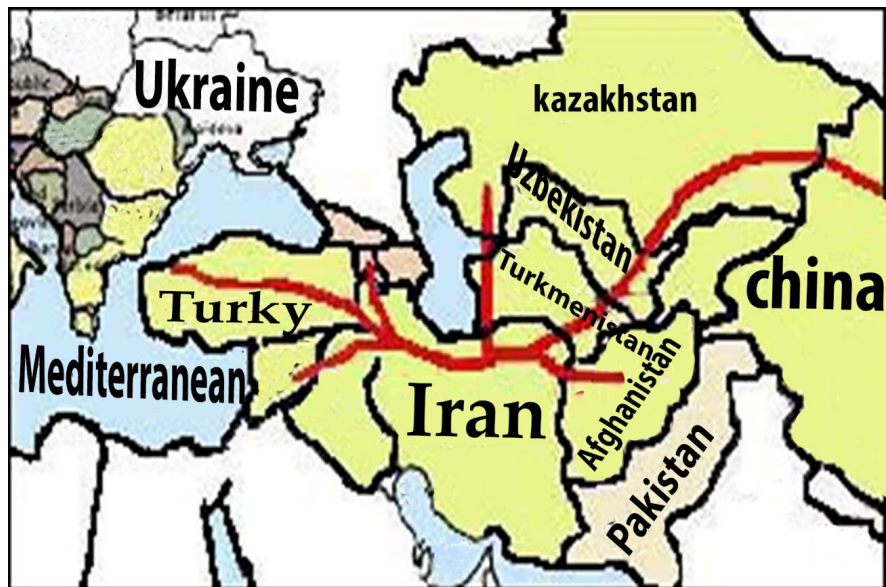 Ukraine
kazakhstan
Uzbekistan
china
Turkmenistan
Turky
Mediterranean
Iran
Afghanistan
Pakistan